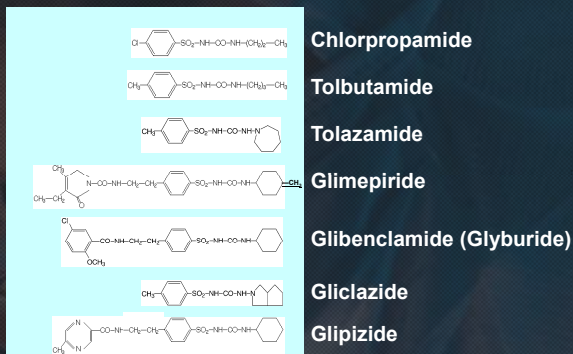 Cl SO₂-NH-CO-NH-(CH₂)₂-CH₃ Chlorpropamide
CH₃ SO₂-NH-CO-NH-(CH₂)₃-CH₃ Tolbutamide
CH₃ SO₂-NH-CO-NH-N Tolazamide
CH₃ N-CO-NH-CH₂-CH₂ SO₂-NH-CO-NH CH₃ Glimepiride
CH₃-CH₂ O
Cl
CO-NH-CH₂-CH₂ SO₂-NH-CO-NH Glibenclamide (Glyburide)
OCH₃
CH₃ SO₂-NH-CO-NH-N Gliclazide
N CO-NH-CH₂-CH₂ SO₂-NH-CO-NH Glipizide
CH₃ N